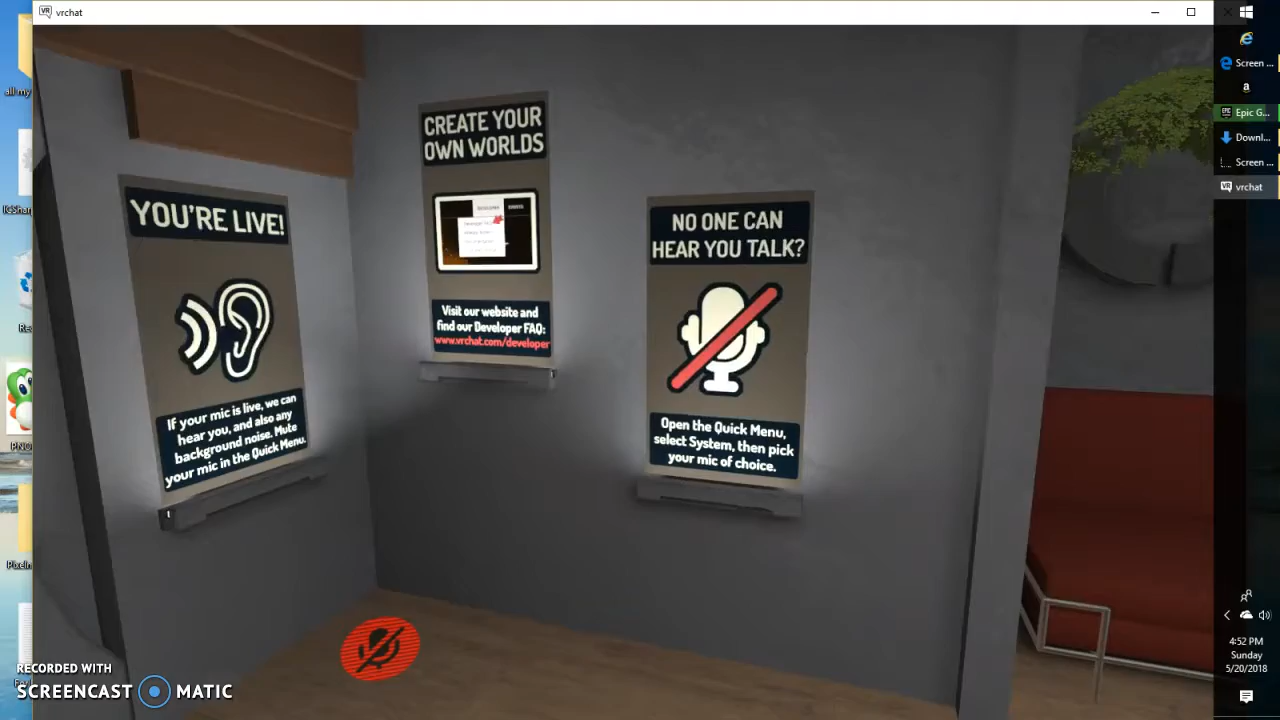 vrchat
all my
YOU'RE LIVE!
If your mic is live, we can
hear you, and also any
background noise. Mute
your mic in the Quick Menu.
CREATE YOUR
OWN WORLDS
Visit our website and
find our Developer FAQ:
www.vrchat.com/developer
NO ONE CAN
HEAR YOU TALK?
Open the Quick Menu,
select System, then pick
your mic of choice.
Screen ...
Epic G...
Downl...
Screen ...
vrchat
4:52 PM
Sunday
5/20/2018
RECORDED WITH
SCREENCAST MATIC